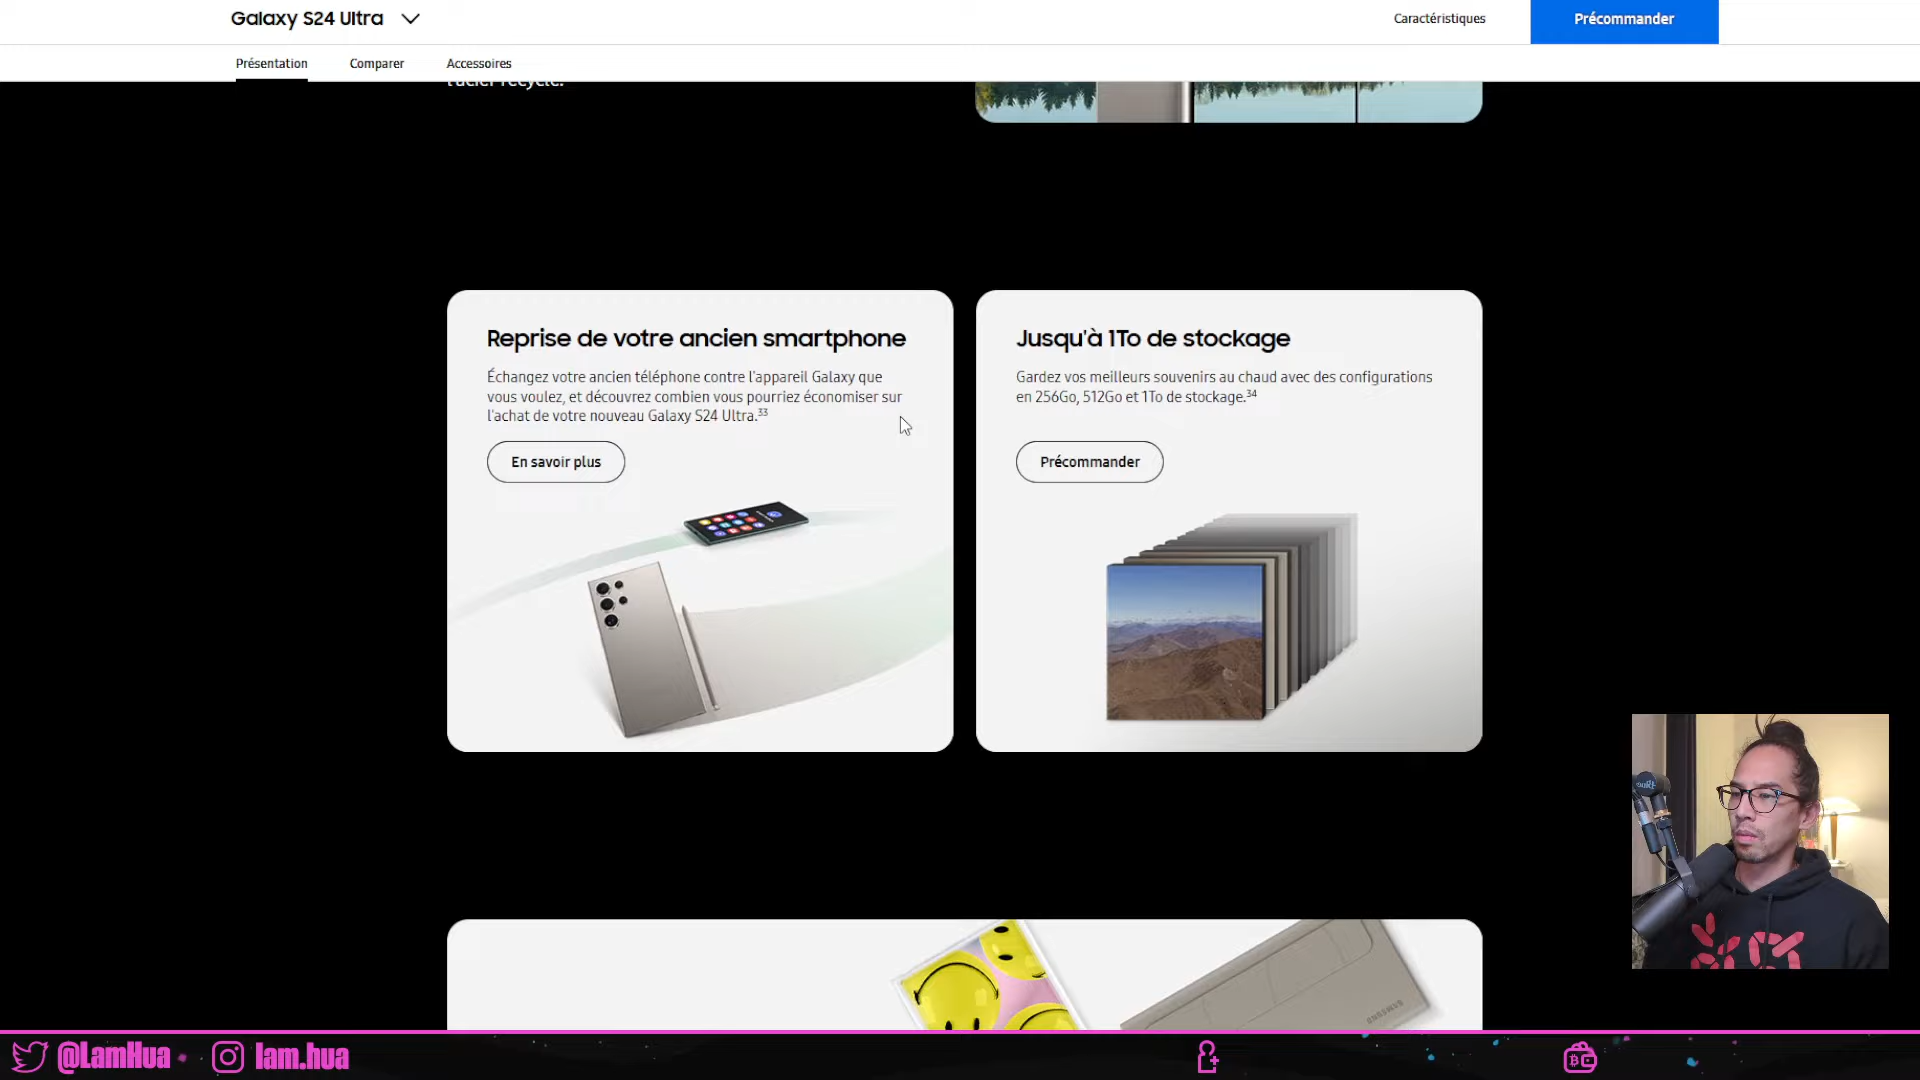 Galaxy S24 Ultra
Caractéristiques
Précommander
Présentation
Comparer
Accessoires
l'acier recyclé.
Reprise de votre ancien smartphone
Échangez votre ancien téléphone contre l'appareil Galaxy que
vous voulez, et découvrez combien vous pourriez économiser sur
l'achat de votre nouveau Galaxy S24 Ultra.33
En savoir plus
Jusqu'à 1To de stockage
Gardez vos meilleurs souvenirs au chaud avec des configurations
en 256Go, 512Go et 1To de stockage.34
Précommander
SAMSUNG
Blue
@LamHua
lam.hua